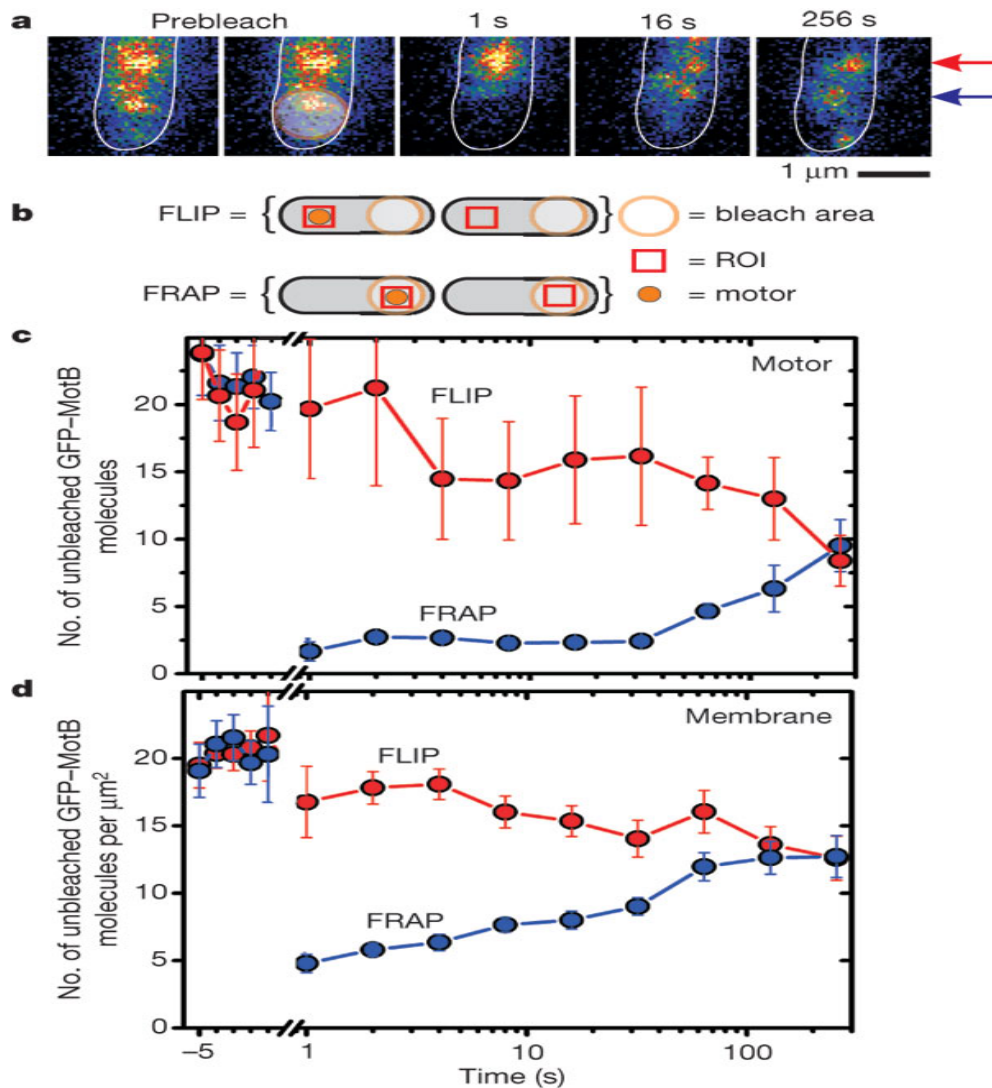 a Prebleach 1 s 16 s 256 s
1 μm
b FLIP = { } = bleach area
= ROI
FRAP = { } = motor
c
Motor
FLIP
FRAP
No. of unbleached GFP–MotB
molecules
20
15
10
5
0
d
Membrane
FLIP
FRAP
No. of unbleached GFP–MotB
molecules per μm²
20
15
10
5
0
–5 1 10 100
Time (s)